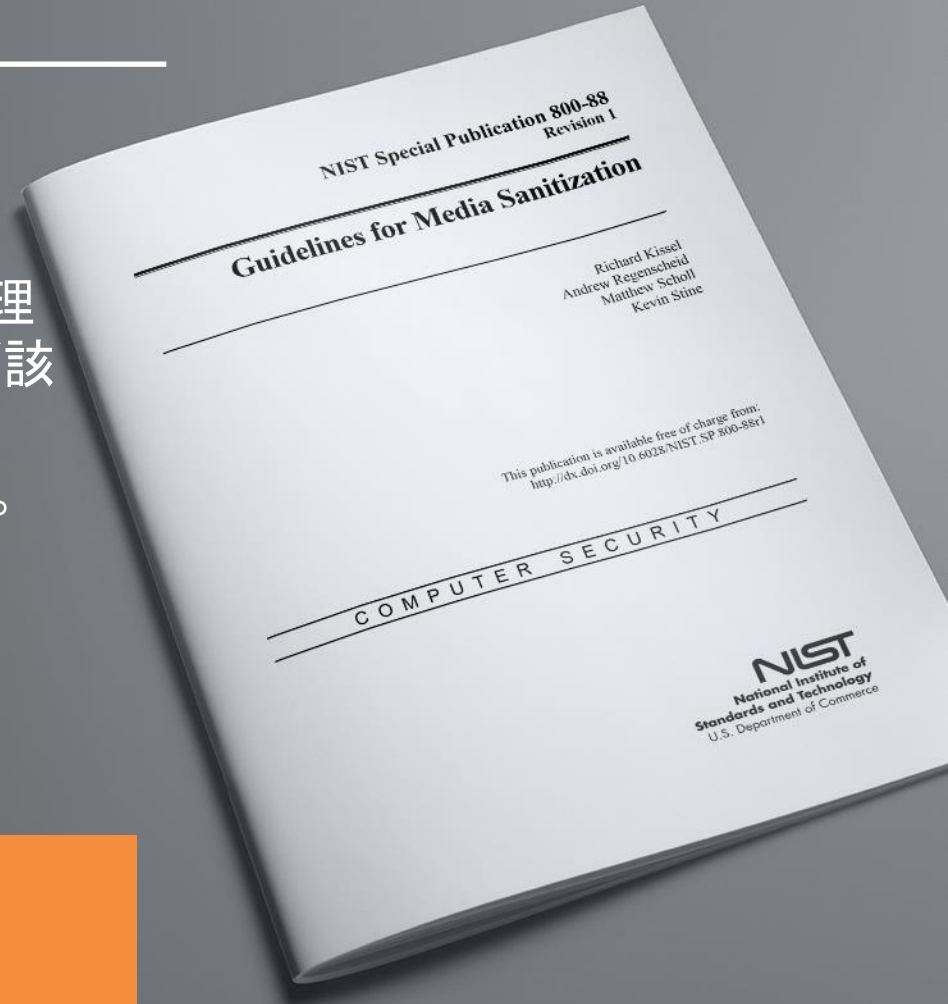 理
該
。
NIST Special Publication 800-88
Revision 1
Guidelines for Media Sanitization
Richard Kissel
Andrew Regenscheid
Matthew Scholl
Kevin Stine
This publication is available free of charge from:
http://dx.doi.org/10.6028/NIST.SP.800-88r1
COMPUTER SECURITY
NIST
National Institute of
Standards and Technology
U.S. Department of Commerce